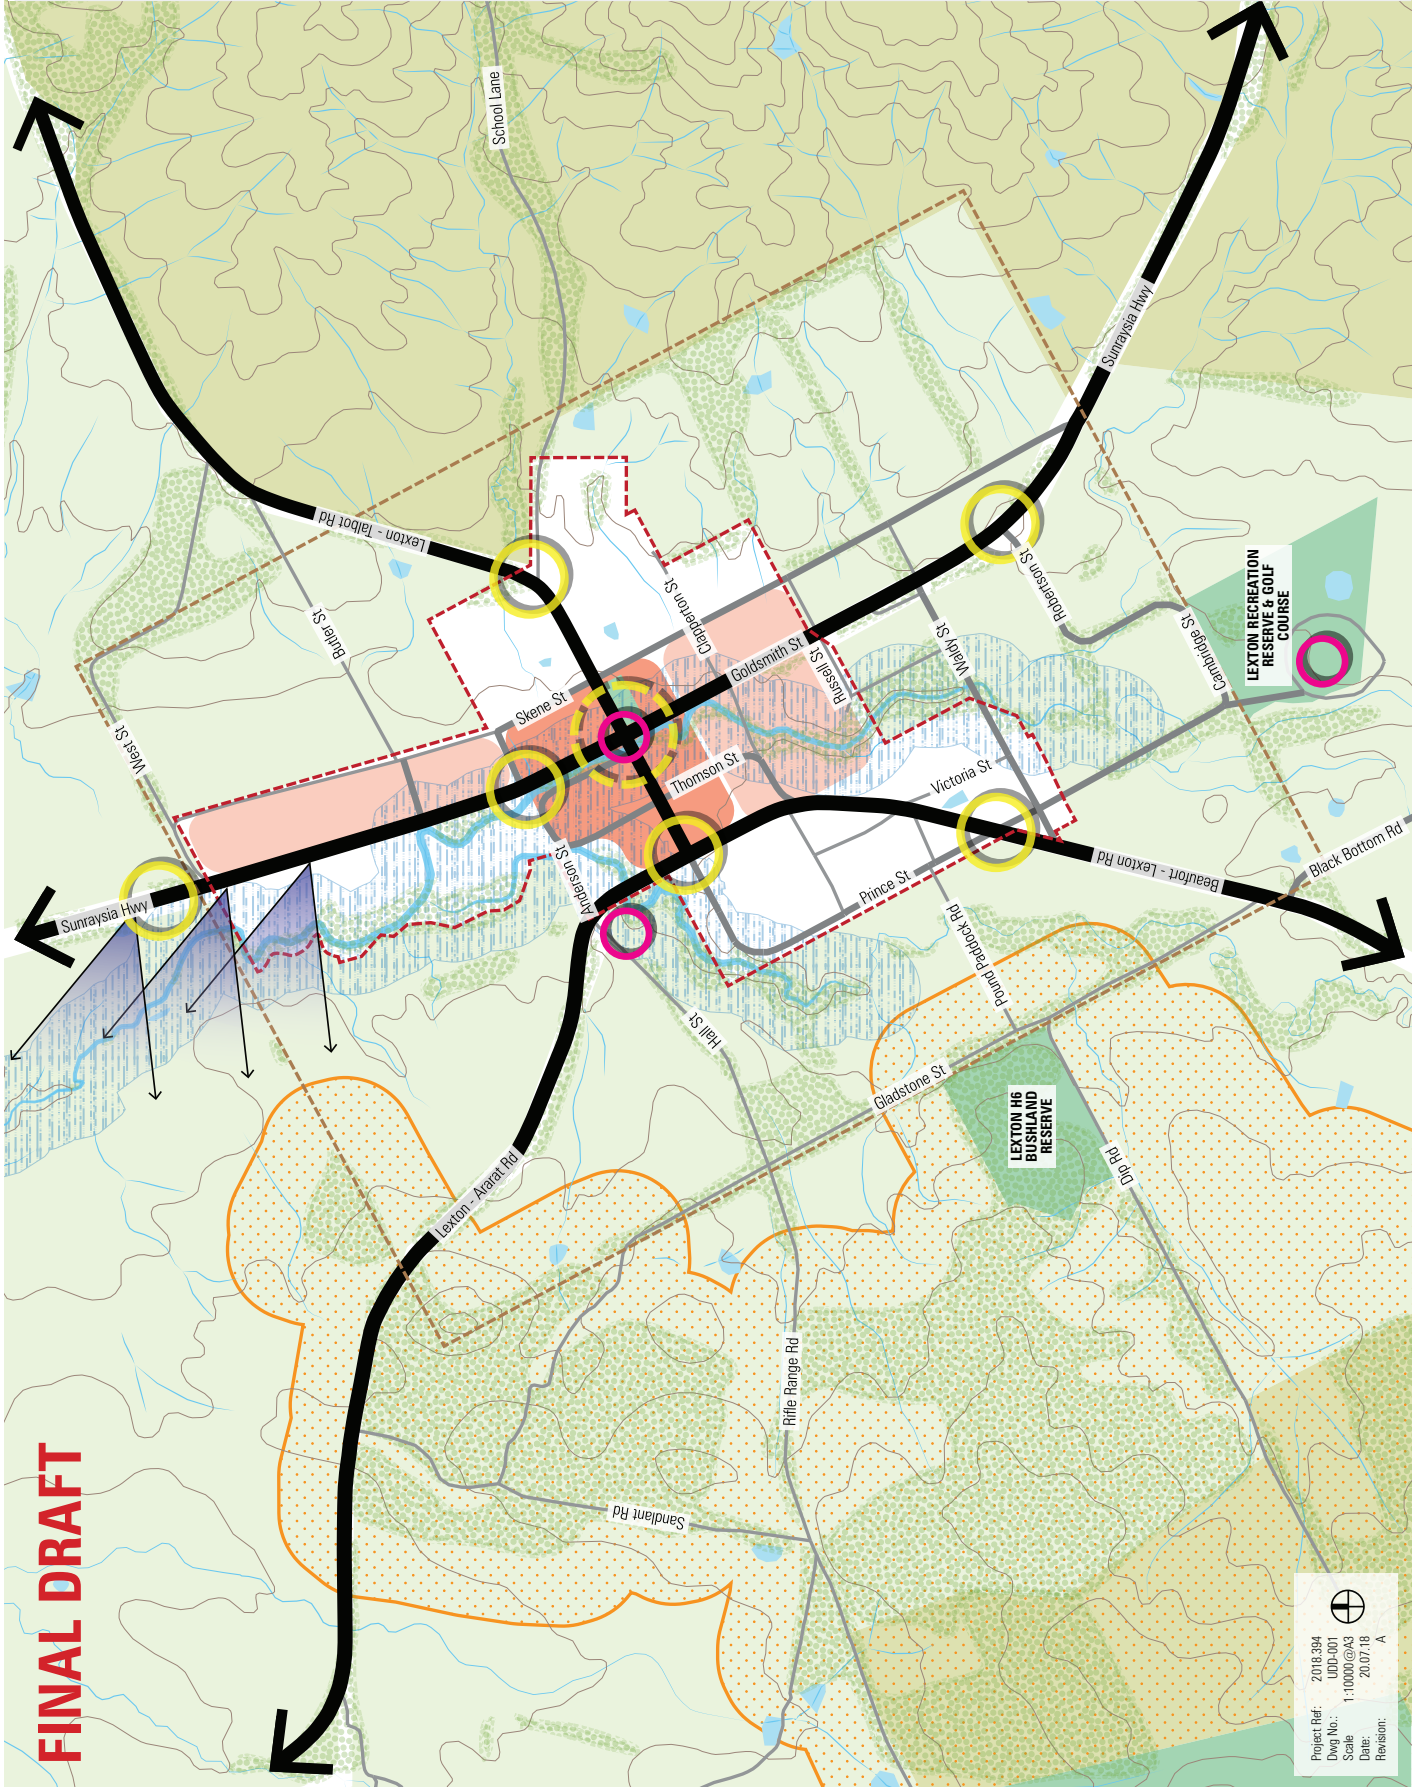 FINAL DRAFT
School Lane
Lexton - Talbot Rd
Sunraysia Hwy
Butler St
West St
Skene St
Clapperton St
Goldsmith St
Russell St
Waldy St
Robertson St
Cambridge St
LEXTON RECREATION
RESERVE & GOLF
COURSE
Thomson St
Victoria St
Sunraysia Hwy
Anderson St
Prince St
Lexton - Beaufort Rd
Black Bottom Rd
Pound Paddock Rd
Hall St
Gladstone St
LEXTON H6
BUSHLAND
RESERVE
Drp Rd
Lexton - Ararat Rd
Rifle Range Rd
Sandlant Rd
Project Ref: 2018.394
Dwg No.: UDD-001
Scale 1:10000@A3
Date: 20.07.18
Revision: A